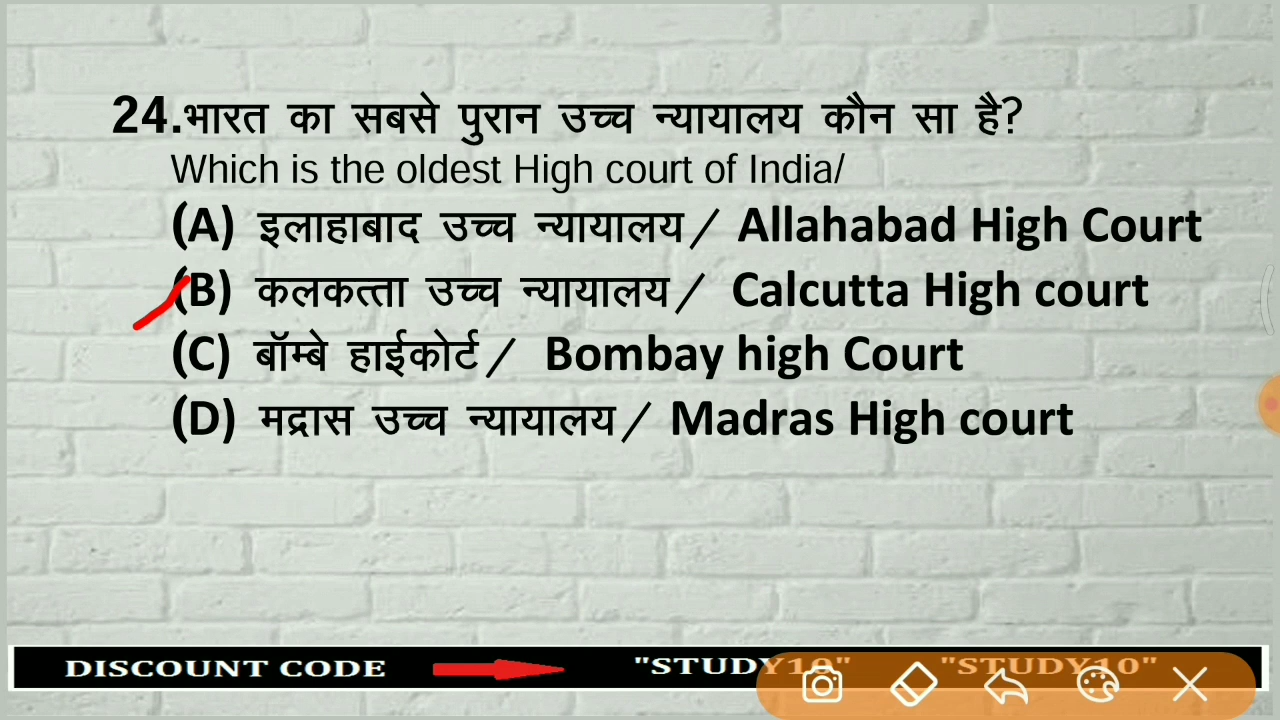 24.भारत का सबसे पुरान उच्च न्यायालय कौन सा है?
Which is the oldest High court of India/
(A) इलाहाबाद उच्च न्यायालय/ Allahabad High Court
(B) कलकत्ता उच्च न्यायालय/ Calcutta High court
(C) बॉम्बे हाईकोर्ट/ Bombay high Court
(D) मद्रास उच्च न्यायालय/ Madras High court
DISCOUNT CODE "STUDY10" "STUDY10"